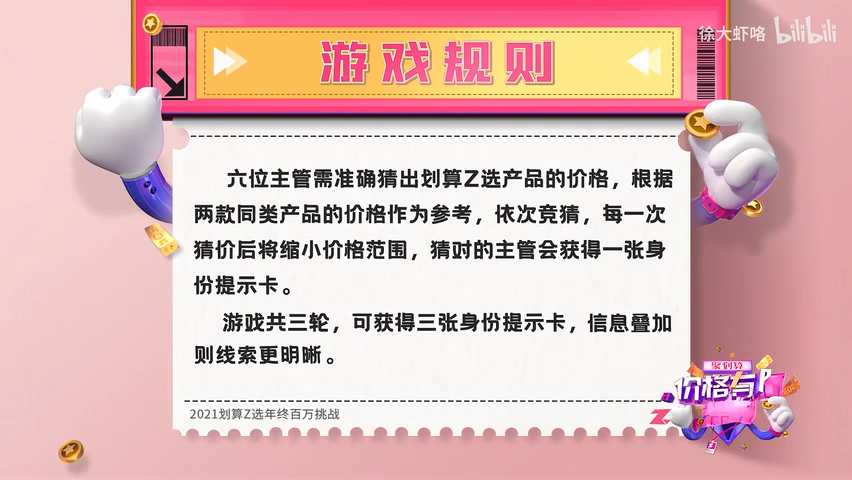 徐大虾咯 bilibili
游戏规则
六位主管需准确猜出划算Z选产品的价格，根据
两款同类产品的价格作为参考，依次竞猜，每一次
猜价后将缩小价格范围，猜对的主管会获得一张身
份提示卡。
游戏共三轮，可获得三张身份提示卡，信息叠加
则线索更明晰。
2021划算Z选年终百万挑战
聚划算
价格有P
Z